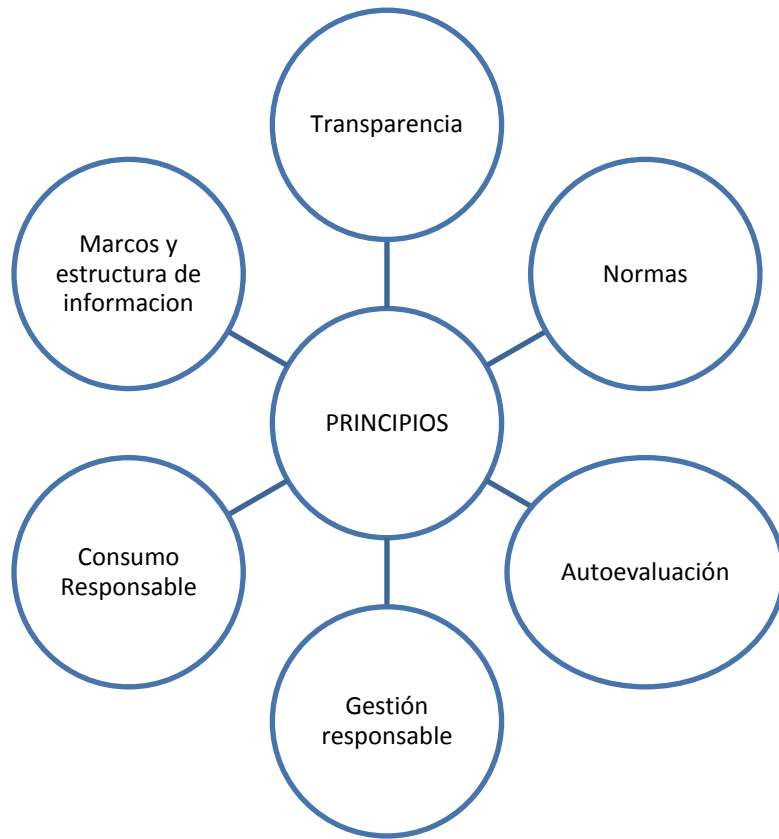 Transparencia
Marcos y
estructura de
informacion
Normas
PRINCIPIOS
Consumo
Responsable
Autoevaluación
Gestión
responsable